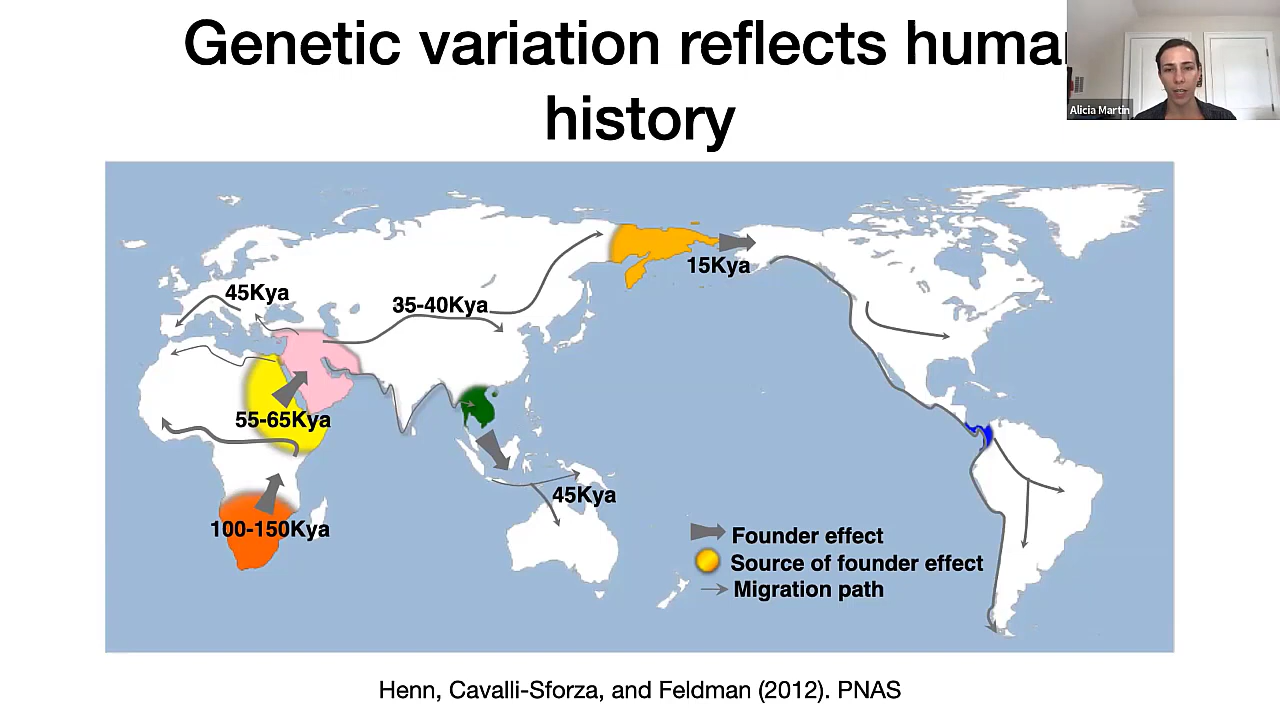 Genetic variation reflects huma
history
Alicia Martin
45Kya
35-40Kya
15Kya
55-65Kya
45Kya
100-150Kya
Founder effect
Source of founder effect
Migration path
Henn, Cavalli-Sforza, and Feldman (2012). PNAS